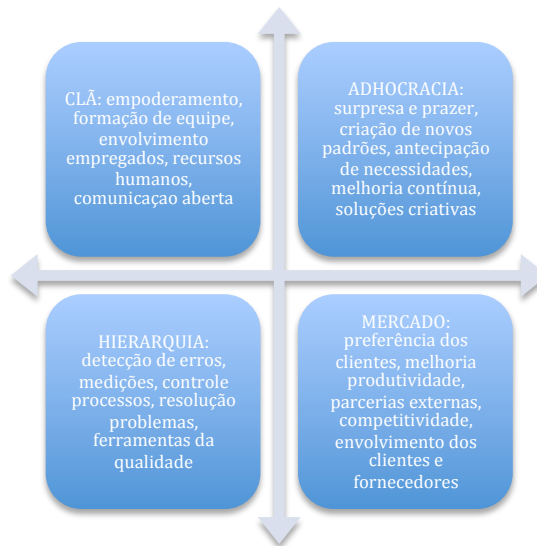 CLÃ: empoderamento,
formação de equipe,
envolvimento
empregados, recursos
humanos,
comunicaçao aberta
ADHOCRACIA:
surpresa e prazer,
criação de novos
padrões, antecipação
de necessidades,
melhoria contínua,
soluções criativas
HIERARQUIA:
detecção de erros,
medições, controle
processos, resolução
problemas,
ferramentas da
qualidade
MERCADO:
preferência dos
clientes, melhoria
produtividade,
parcerias externas,
competitividade,
envolvimento dos
clientes e
fornecedores